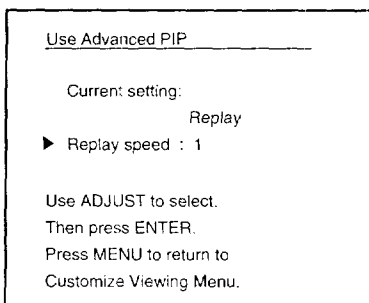 Use Advanced PIP
Current setting:
Replay
▶ Replay speed : 1
Use ADJUST to select.
Then press ENTER.
Press MENU to return to
Customize Viewing Menu.